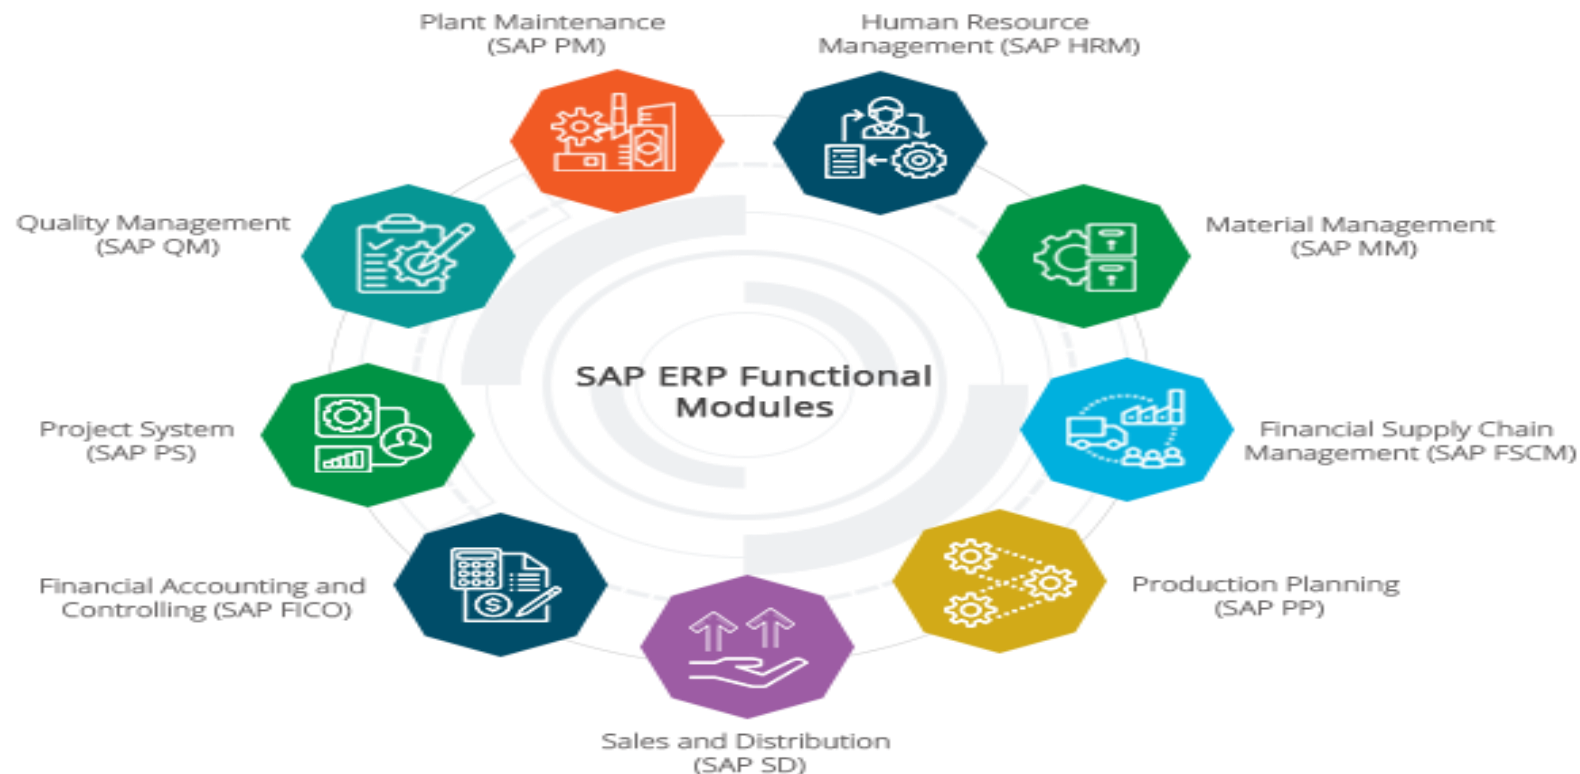 Plant Maintenance
(SAP PM)
Human Resource
Management (SAP HRM)
Quality Management
(SAP QM)
Material Management
(SAP MM)
SAP ERP Functional
Modules
Project System
(SAP PS)
Financial Supply Chain
Management (SAP FSCM)
Financial Accounting and
Controlling (SAP FICO)
Production Planning
(SAP PP)
Sales and Distribution
(SAP SD)